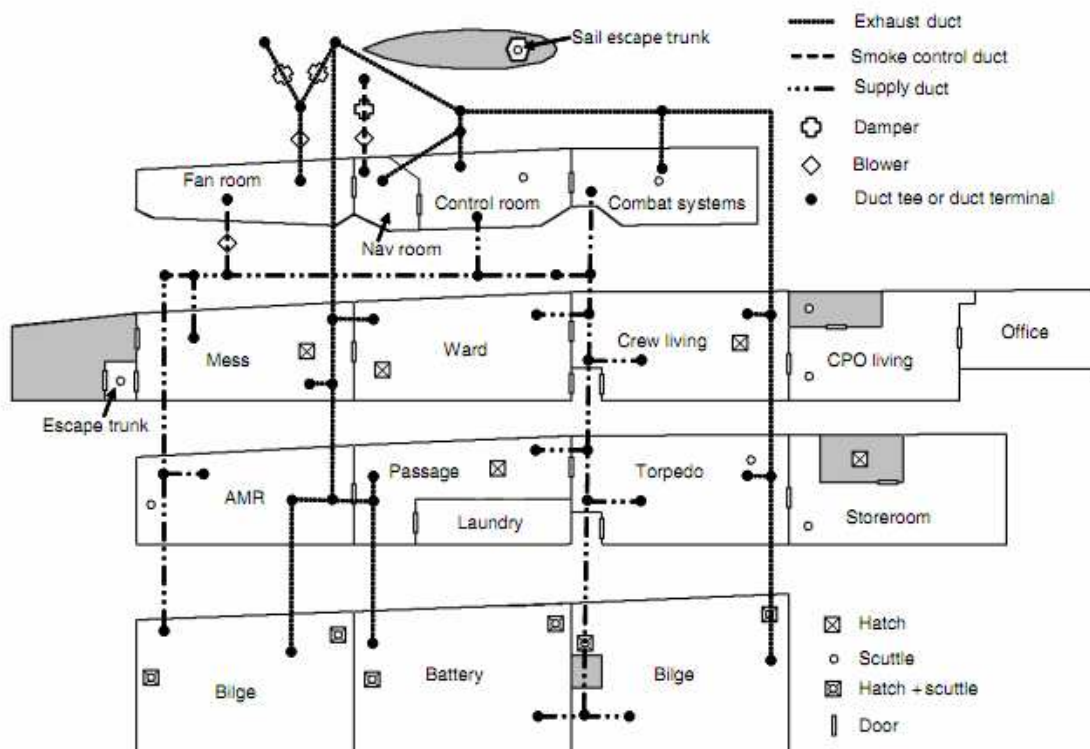 Sail escape trunk
Exhaust duct
Smoke control duct
Supply duct
Damper
Blower
Duct tee or duct terminal
Fan room
Nav room
Control room
Combat systems
Mess
Ward
Crew living
CPO living
Office
Escape trunk
AMR
Passage
Laundry
Torpedo
Storeroom
Bilge
Battery
Bilge
Hatch
Scuttle
Hatch + scuttle
Door